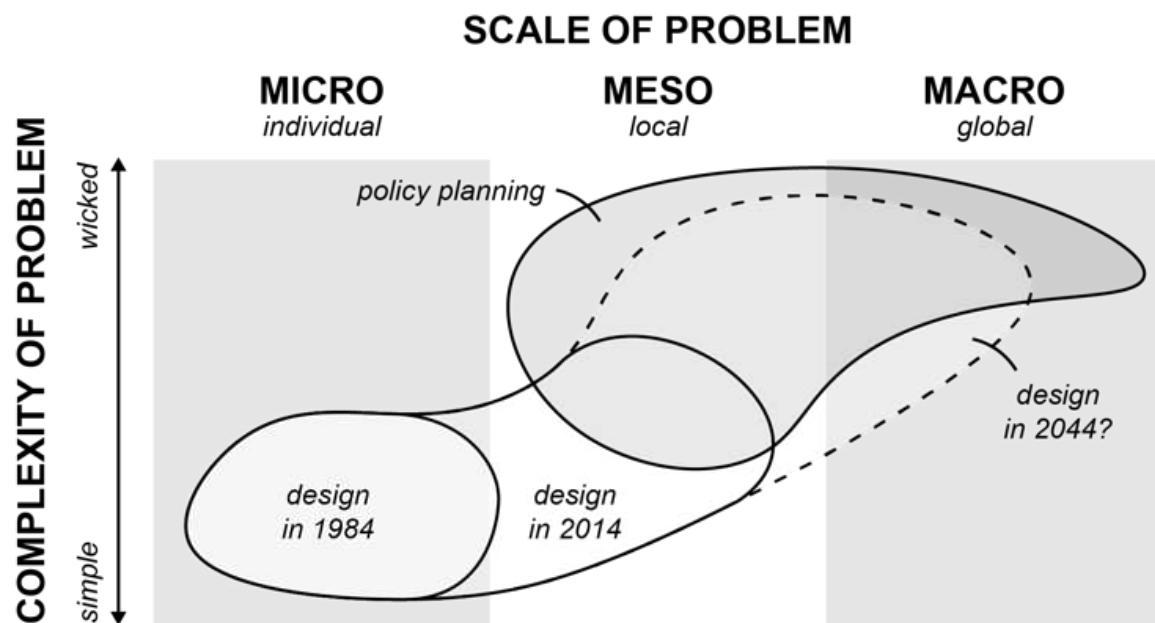 SCALE OF PROBLEM
MICRO
individual
MESO
local
MACRO
global
COMPLEXITY OF PROBLEM
wicked
simple
policy planning
design
in 2044?
design
in 1984
design
in 2014